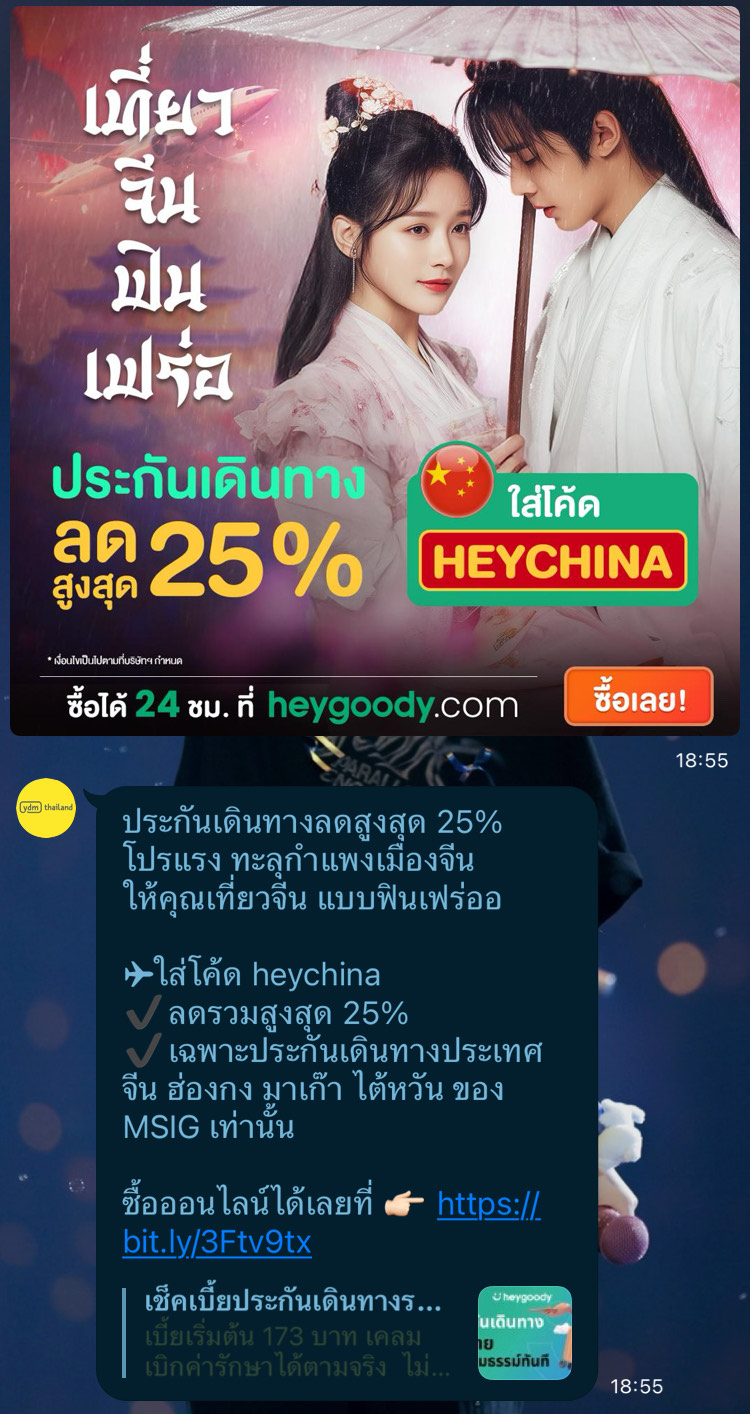 เที่ยว
จีน
ฟิน
เฟร่อ
ประกันเดินทาง
ลด
สูงสุด 25%
ใส่โค้ด
HEYCHINA
* เงื่อนไขเป็นไปตามที่บริษัทฯ กำหนด
ซื้อได้ 24 ชม. ที่ heygoody.com
ซื้อเลย!
18:55
ydm thailand
ประกันเดินทางลดสูงสุด 25%
โปรแรง ทะลุกำแพงเมืองจีน
ให้คุณเที่ยวจีน แบบฟินเฟร่ออ
✈ใส่โค้ด heychina
✔ ลดรวมสูงสุด 25%
✔ เฉพาะประกันเดินทางประเทศ
จีน ฮ่องกง มาเก๊า ไต้หวัน ของ
MSIG เท่านั้น
ซื้อออนไลน์ได้เลยที่ 👉🏻 https://
bit.ly/3Ftv9tx
เช็คเบี้ยประกันเดินทางร...
เบี้ยเริ่มต้น 173 บาท เคลม
เบิกค่ารักษาได้ตามจริง ไม่...
heygoody
นเดินทาง
าย
มธรรม์ทันที
18:55